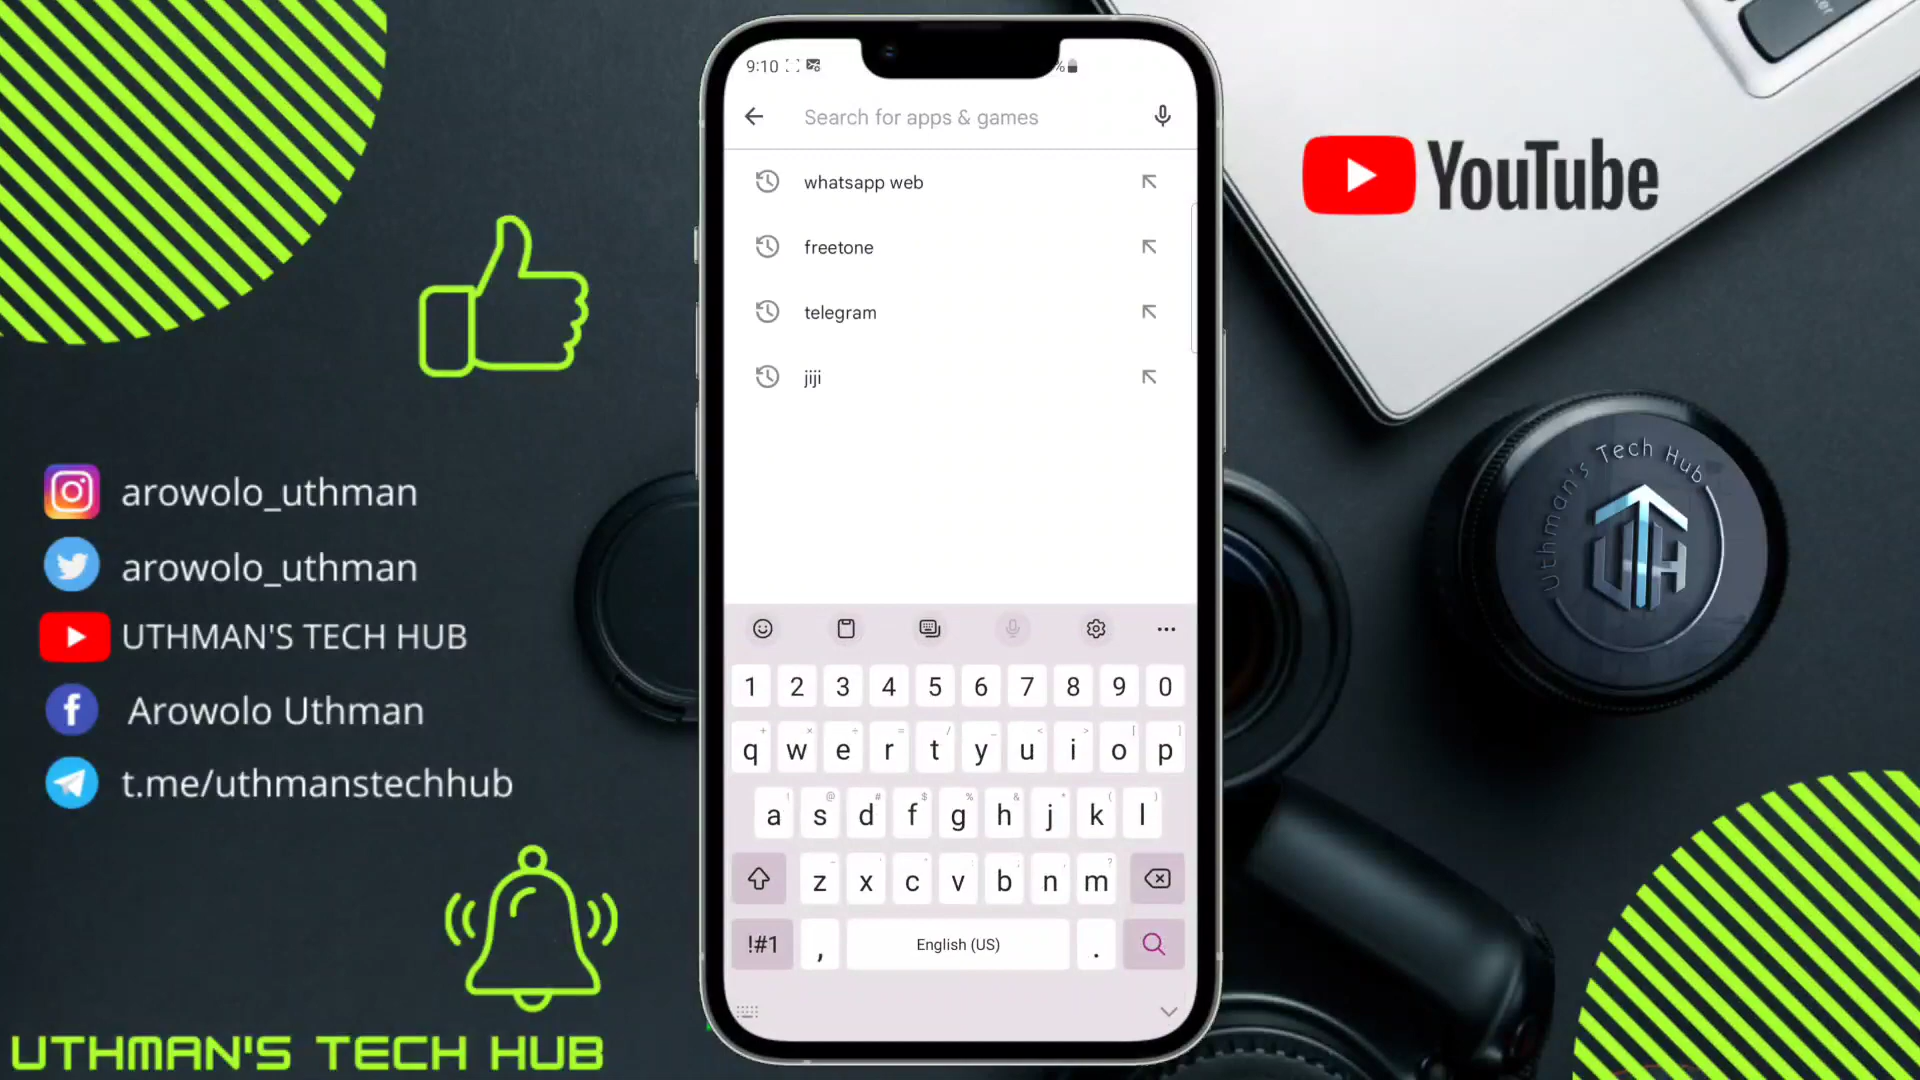 9:10
%
Search for apps & games
whatsapp web
freetone
telegram
jiji
1 2 3 4 5 6 7 8 9 0
q w e r t y u i o p
a s d f g h j k l
z x c v b n m
!#1 , English (US) .
YouTube
Uthman's Tech Hub
UTH
arowolo_uthman
arowolo_uthman
UTHMAN'S TECH HUB
Arowolo Uthman
t.me/uthmanstechhub
UTHMAN'S TECH HUB